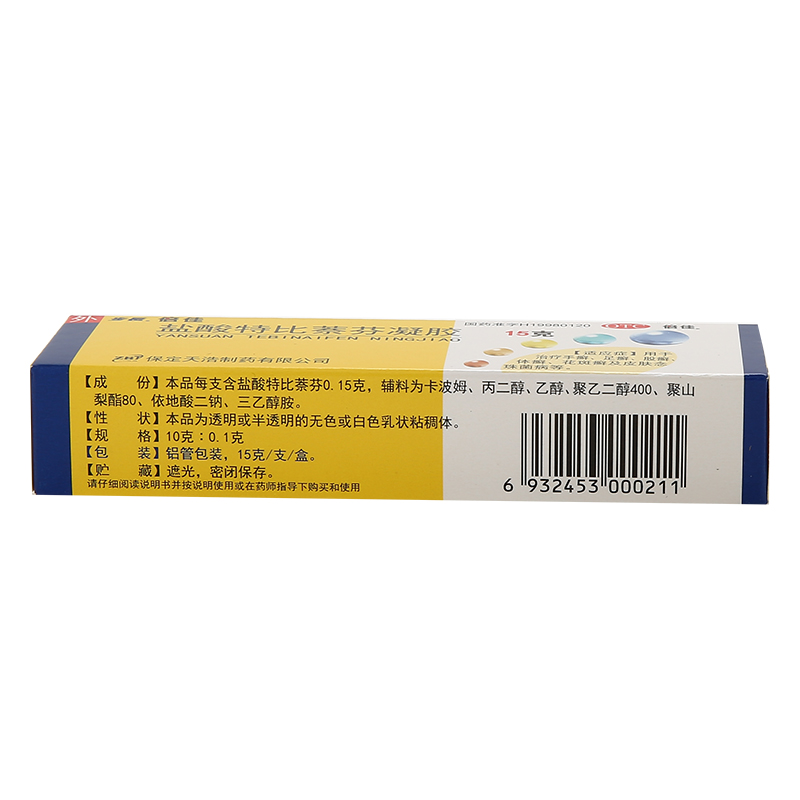 外 步长 倍佳
盐酸特比萘芬凝胶
YANSUAN TEBINAIFEN NINGJIAO
保定天浩制药有限公司
国药准字H19980120 OTC 倍佳
15克
【适应症】用于
治疗手癣、足癣、股癣、
体癣、花斑癣及皮肤念
珠菌病等。
【成 份】本品每支含盐酸特比萘芬0.15克，辅料为卡波姆、丙二醇、乙醇、聚乙二醇400、聚山
梨酯80、依地酸二钠、三乙醇胺。
【性 状】本品为透明或半透明的无色或白色乳状粘稠体。
【规 格】10克：0.1克
【包 装】铝管包装，15克/支/盒。
【贮 藏】遮光，密闭保存。
请仔细阅读说明书并按说明使用或在药师指导下购买和使用
6 932453 000211